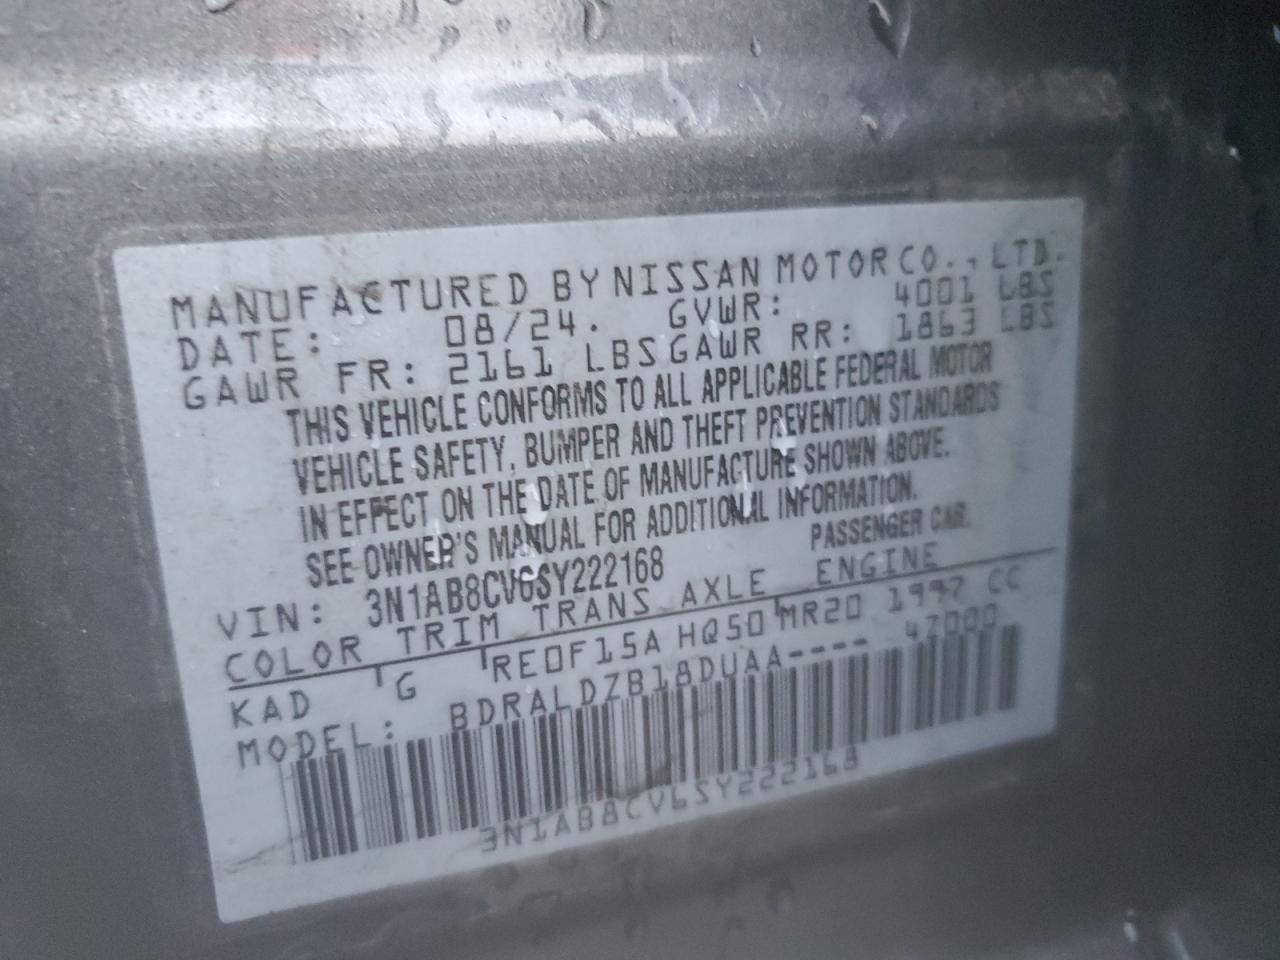 MANUFACTURED BY NISSAN MOTOR CO., LTD.
DATE: 08/24. GVWR: 4001 LBS
GAWR FR: 2161 LBS GAWR RR: 1863 LBS
THIS VEHICLE CONFORMS TO ALL APPLICABLE FEDERAL MOTOR
VEHICLE SAFETY, BUMPER AND THEFT PREVENTION STANDARDS
IN EFFECT ON THE DATE OF MANUFACTURE SHOWN ABOVE.
SEE OWNER'S MANUAL FOR ADDITIONAL INFORMATION.
VIN: 3N1AB8CV6SY222168 PASSENGER CAR.
COLOR TRIM TRANS AXLE ENGINE
KAD G RE0F15A HQ50 MR20 1997 CC
MODEL: BDRALDZB18DUAA---- 47000
3N1AB8CV6SY222168